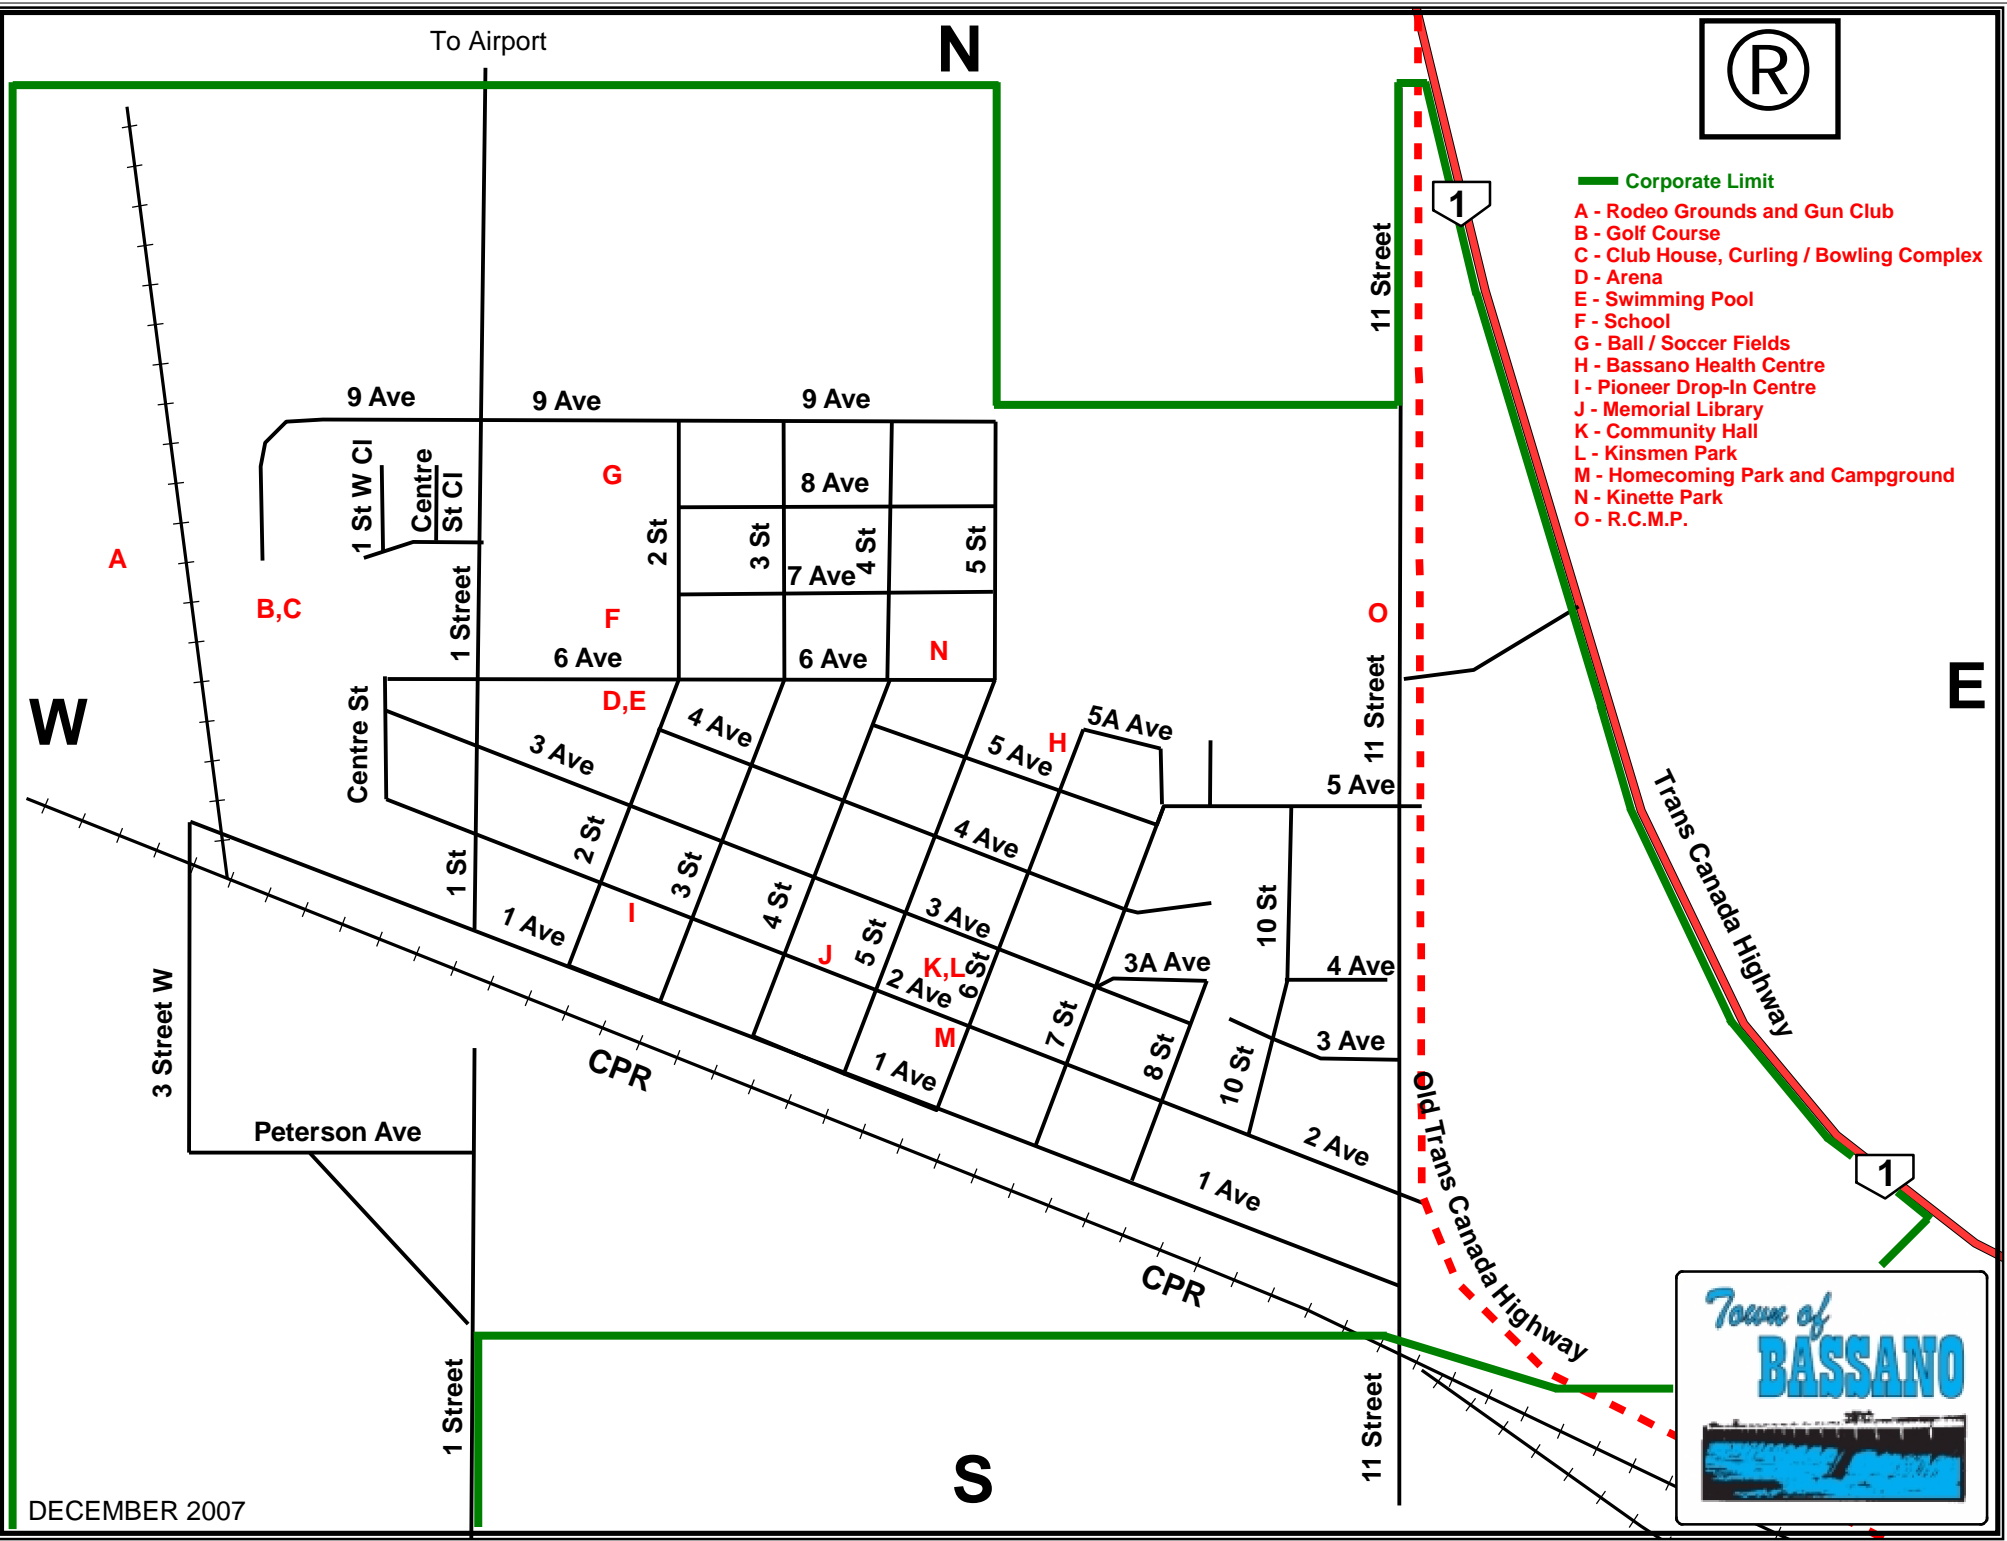 To Airport
N
®
Corporate Limit
A - Rodeo Grounds and Gun Club
B - Golf Course
C - Club House, Curling / Bowling Complex
D - Arena
E - Swimming Pool
F - School
G - Ball / Soccer Fields
H - Bassano Health Centre
I - Pioneer Drop-In Centre
J - Memorial Library
K - Community Hall
L - Kinsmen Park
M - Homecoming Park and Campground
N - Kinette Park
O - R.C.M.P.
1
11 Street
9 Ave
9 Ave
9 Ave
1 St W Cl
Centre
St Cl
G
8 Ave
2 St
3 St
4 St
5 St
7 Ave
A
B,C
1 Street
F
O
6 Ave
6 Ave
N
W
E
Centre St
D,E
4 Ave
3 Ave
5 Ave
H
5A Ave
11 Street
5 Ave
Trans Canada Highway
2 St
3 St
4 Ave
1 St
4 St
I
1 Ave
3 Ave
5 St
J
K,L
2 Ave
6 St
3A Ave
10 St
4 Ave
3 Street W
M
7 St
3 Ave
CPR
1 Ave
8 St
10 St
Old Trans Canada Highway
Peterson Ave
2 Ave
1 Ave
1
CPR
1 Street
11 Street
S
Town of
BASSANO
DECEMBER 2007